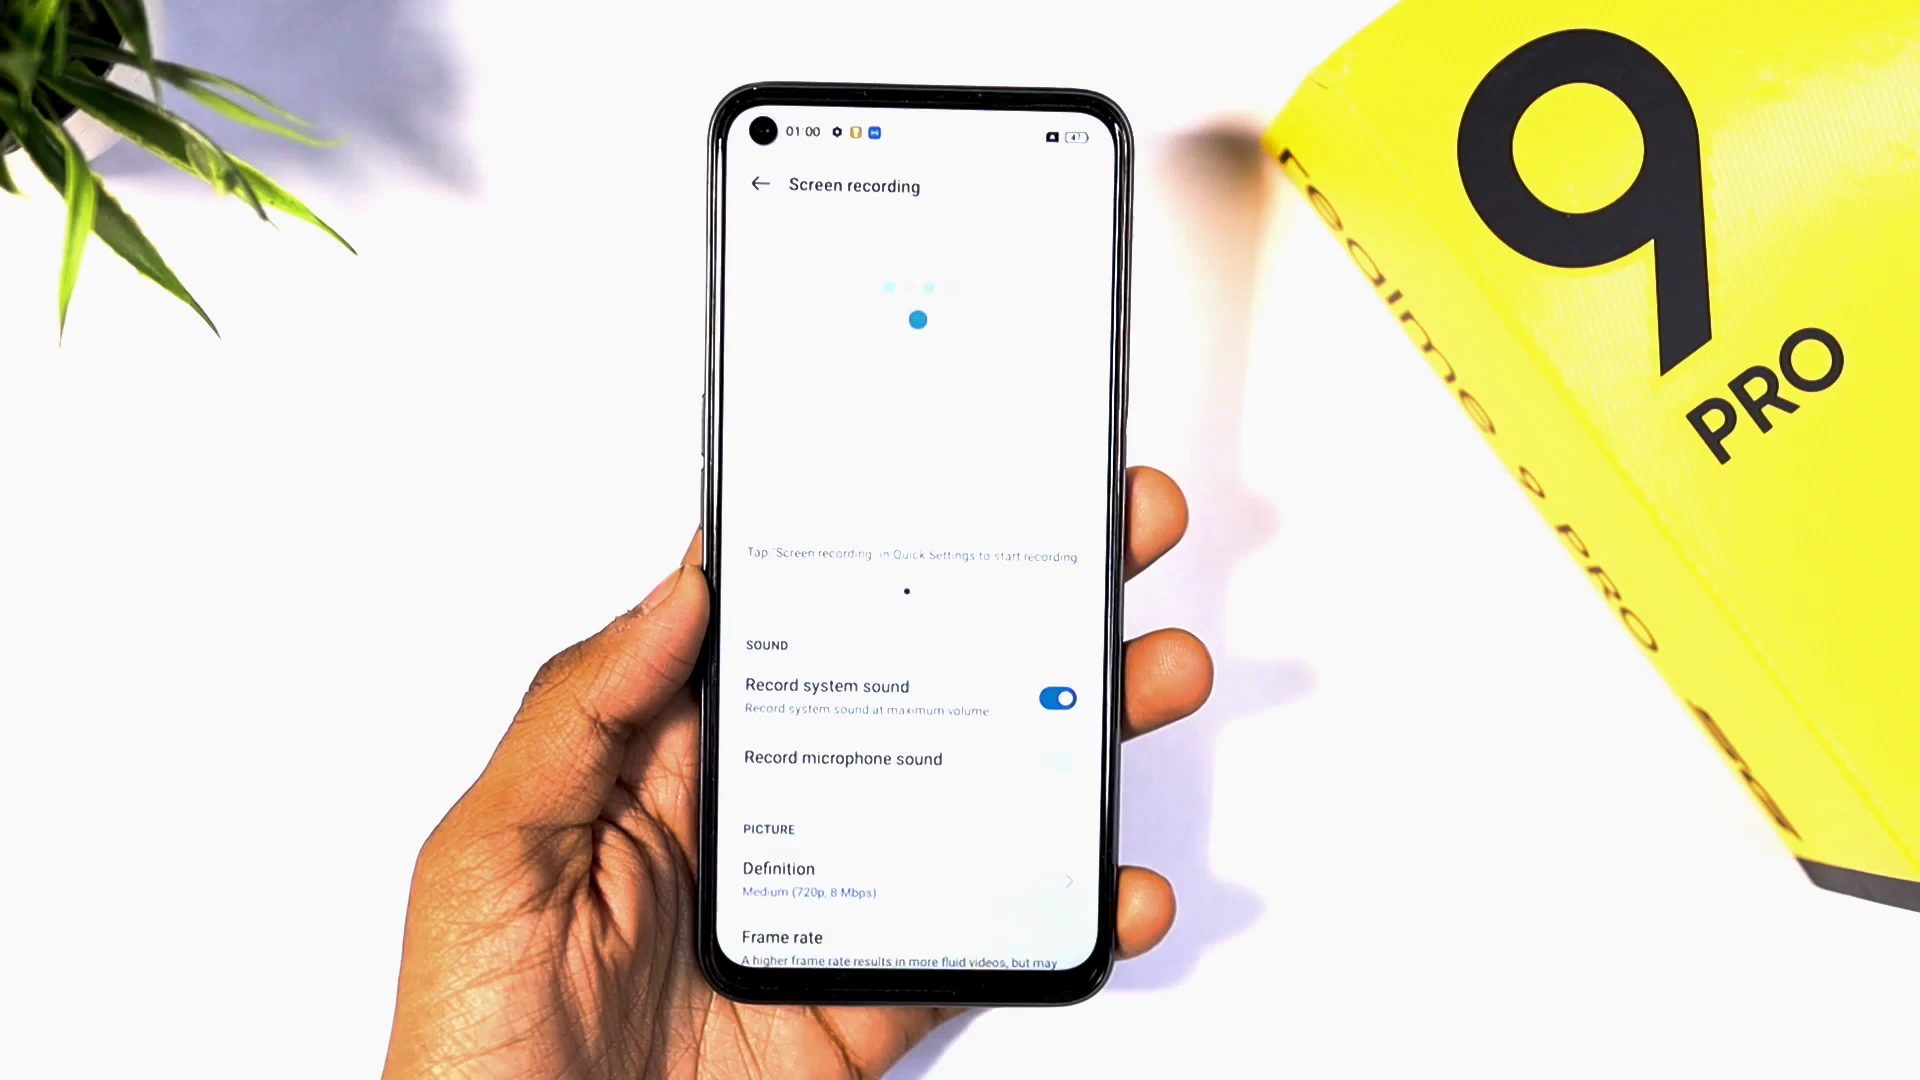 01:00
47
Screen recording
Tap "Screen recording" in Quick Settings to start recording
SOUND
Record system sound
Record system sound at maximum volume
Record microphone sound
PICTURE
Definition
Medium (720p, 8 Mbps)
Frame rate
A higher frame rate results in more fluid videos, but may
9
PRO
realme 9 PRO 5G